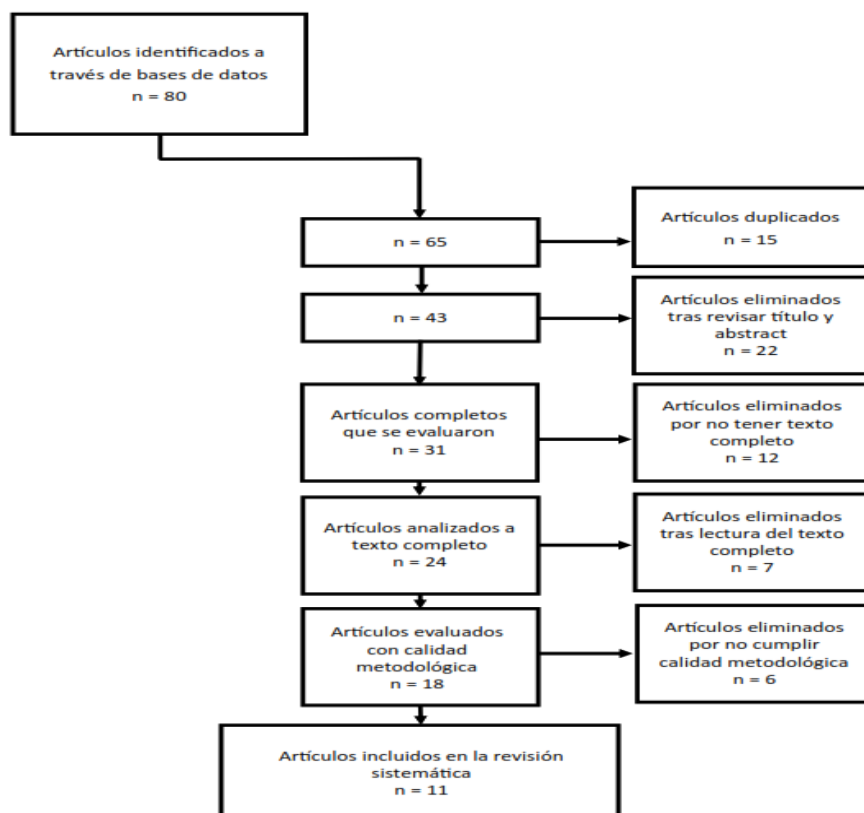 Artículos identificados a
través de bases de datos
n = 80
n = 65
Artículos duplicados
n = 15
n = 43
Artículos eliminados
tras revisar título y
abstract
n = 22
Artículos completos
que se evaluaron
n = 31
Artículos eliminados
por no tener texto
completo
n = 12
Artículos analizados a
texto completo
n = 24
Artículos eliminados
tras lectura del texto
completo
n = 7
Artículos evaluados
con calidad
metodológica
n = 18
Artículos eliminados
por no cumplir
calidad metodológica
n = 6
Artículos incluidos en la revisión
sistemática
n = 11